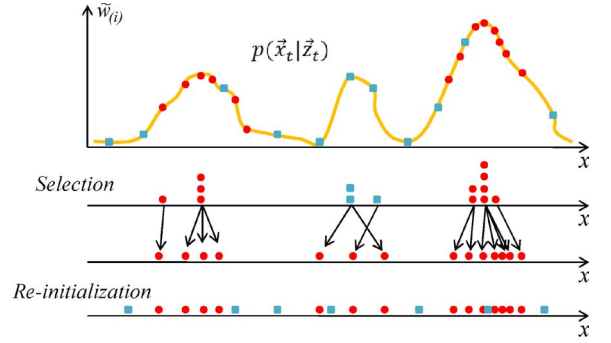 w̃(i)
p(x⃗t|z⃗t)
x
Selection
x
x
Re-initialization
x